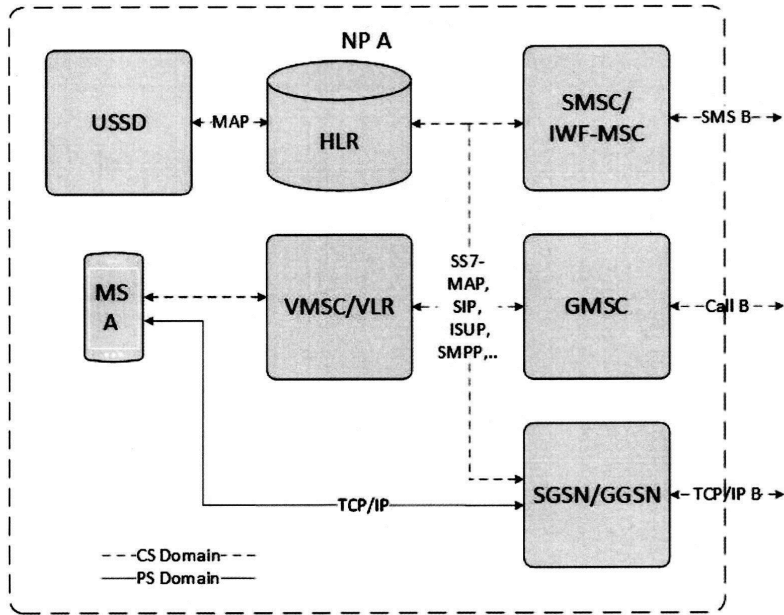 NP A
USSD
MAP
HLR
SMSC/
IWF-MSC
SMS B
MS
A
VMSC/VLR
SS7-
MAP,
SIP,
ISUP,
SMPP,..
GMSC
Call B
SGSN/GGSN
TCP/IP
TCP/IP B
CS Domain
PS Domain